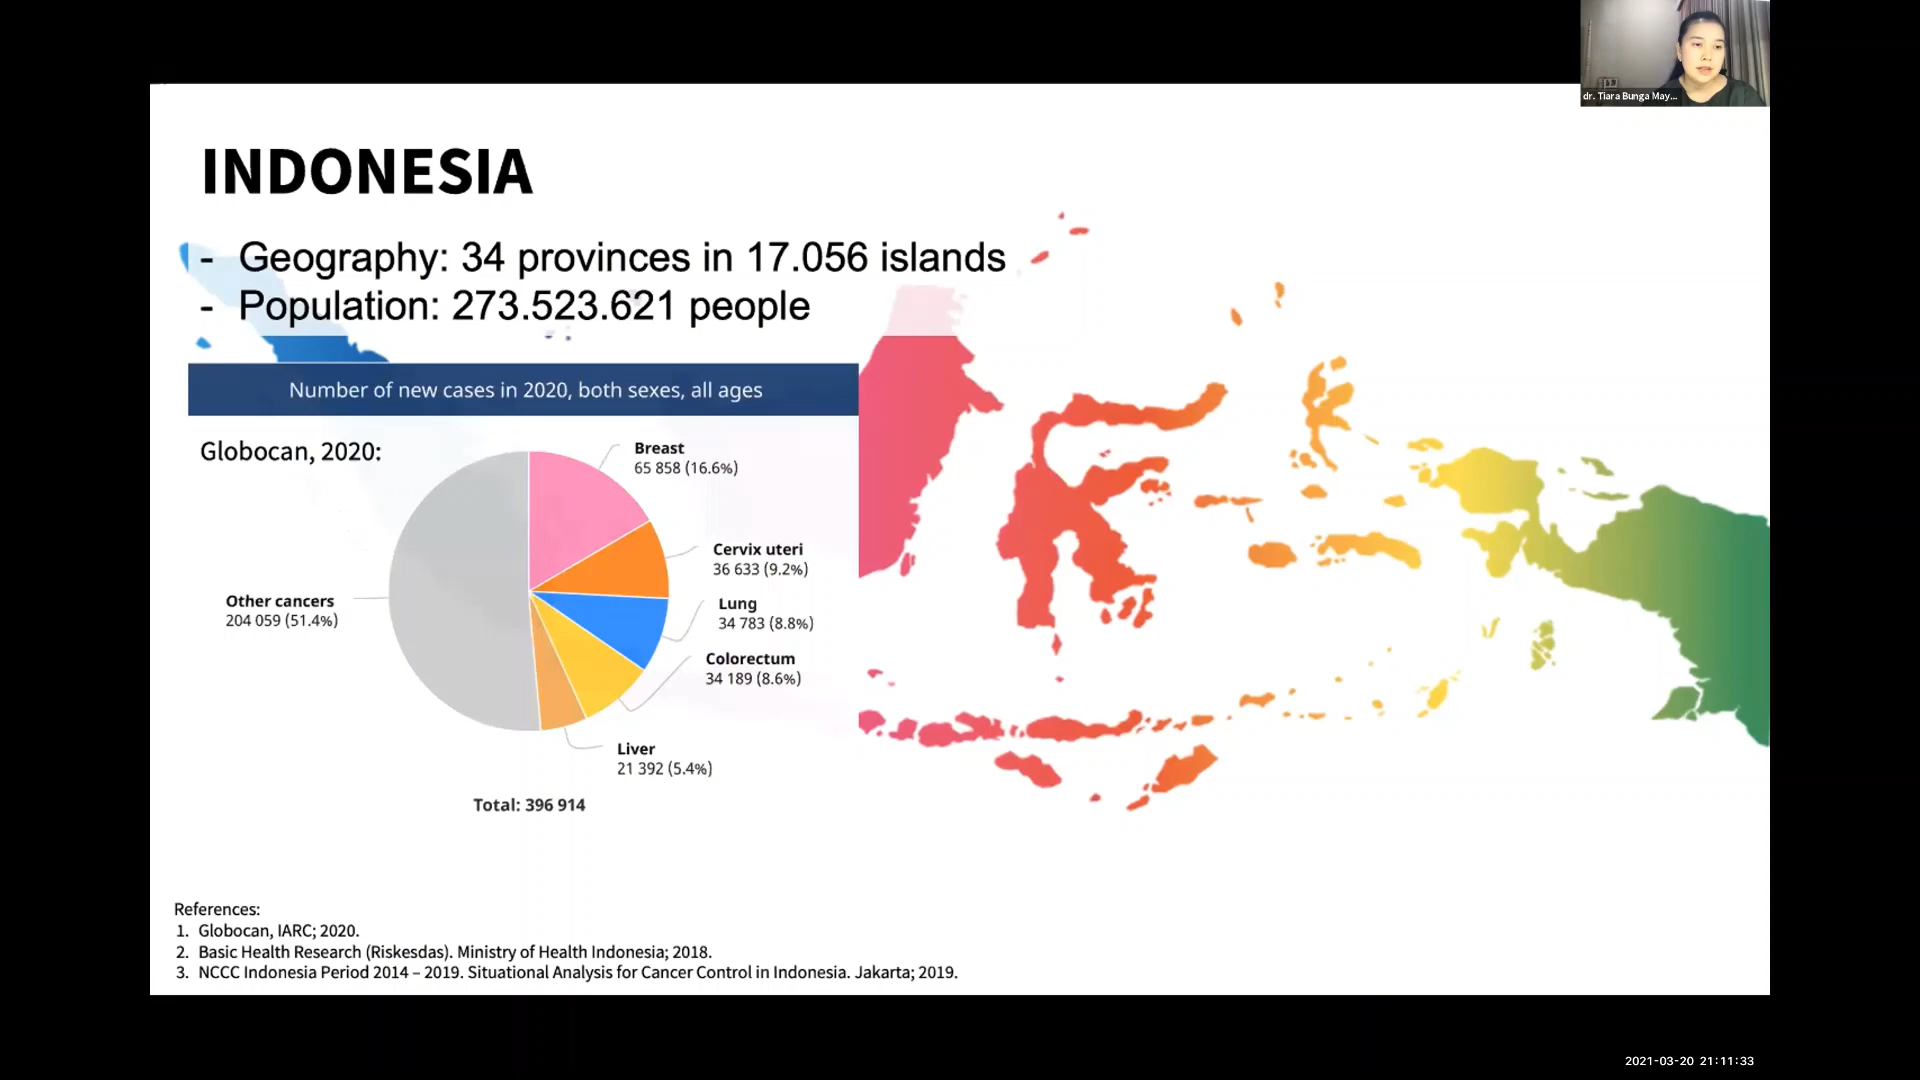 dr. Tiara Bunga May...
INDONESIA
- Geography: 34 provinces in 17.056 islands
- Population: 273.523.621 people
Number of new cases in 2020, both sexes, all ages
Globocan, 2020:
Breast
65 858 (16.6%)
Cervix uteri
36 633 (9.2%)
Lung
34 783 (8.8%)
Colorectum
34 189 (8.6%)
Liver
21 392 (5.4%)
Other cancers
204 059 (51.4%)
Total: 396 914
References:
1. Globocan, IARC; 2020.
2. Basic Health Research (Riskesdas). Ministry of Health Indonesia; 2018.
3. NCCC Indonesia Period 2014 – 2019. Situational Analysis for Cancer Control in Indonesia. Jakarta; 2019.
2021-03-20 21:11:33